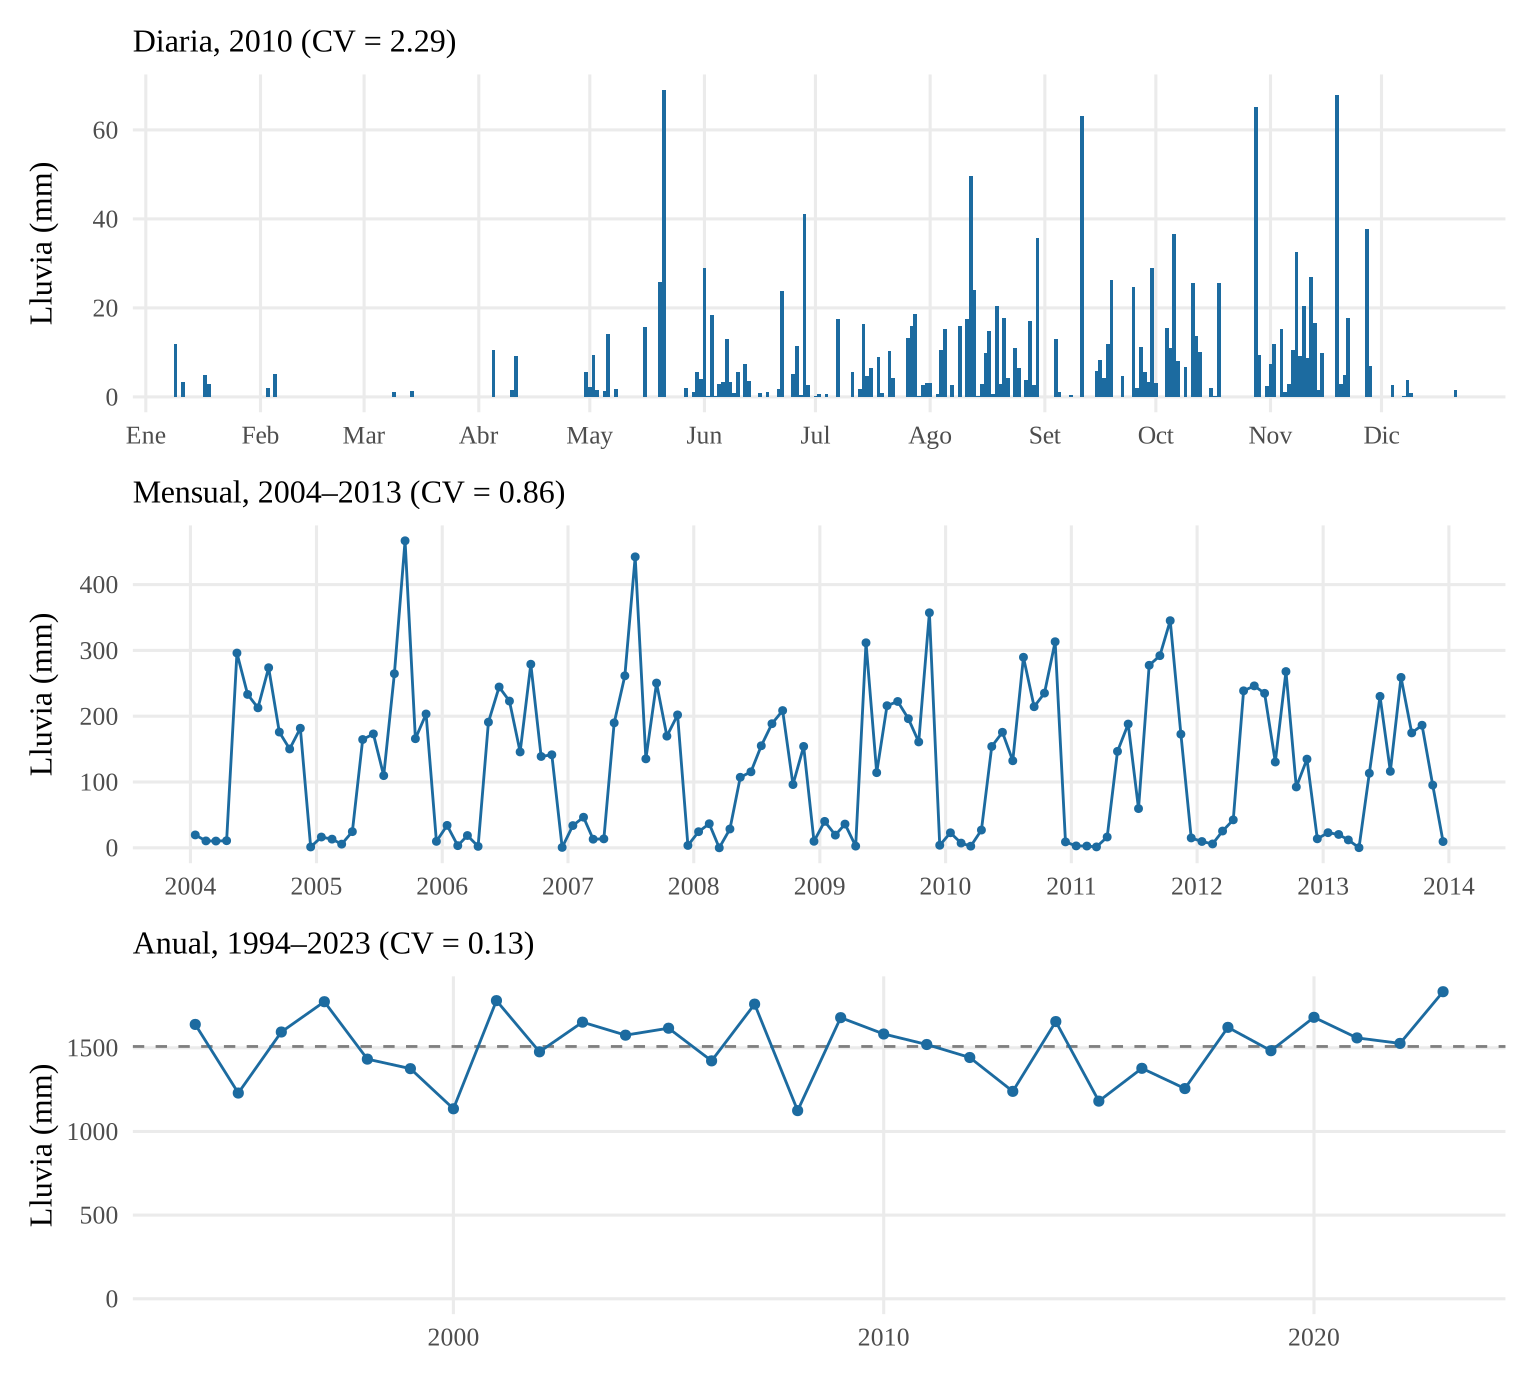 Diaria, 2010 (CV = 2.29)
Lluvia (mm)
60
40
20
0
Ene Feb Mar Abr May Jun Jul Ago Set Oct Nov Dic
Mensual, 2004–2013 (CV = 0.86)
Lluvia (mm)
400
300
200
100
0
2004 2005 2006 2007 2008 2009 2010 2011 2012 2013 2014
Anual, 1994–2023 (CV = 0.13)
Lluvia (mm)
1500
1000
500
0
2000 2010 2020